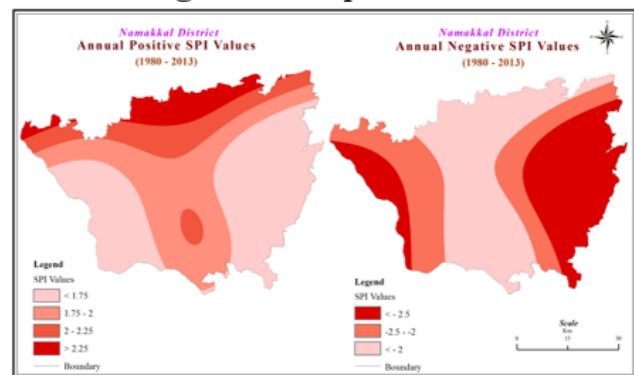 Namakkal District
Annual Positive SPI Values
(1980 - 2013)
Legend
SPI Values
< 1.75
1.75 - 2
2 - 2.25
> 2.25
Boundary
Namakkal District
Annual Negative SPI Values
(1980 - 2013)
Legend
SPI Values
< - 2.5
-2.5 - -2
< - 2
Boundary
Scale
Km
0 15 30